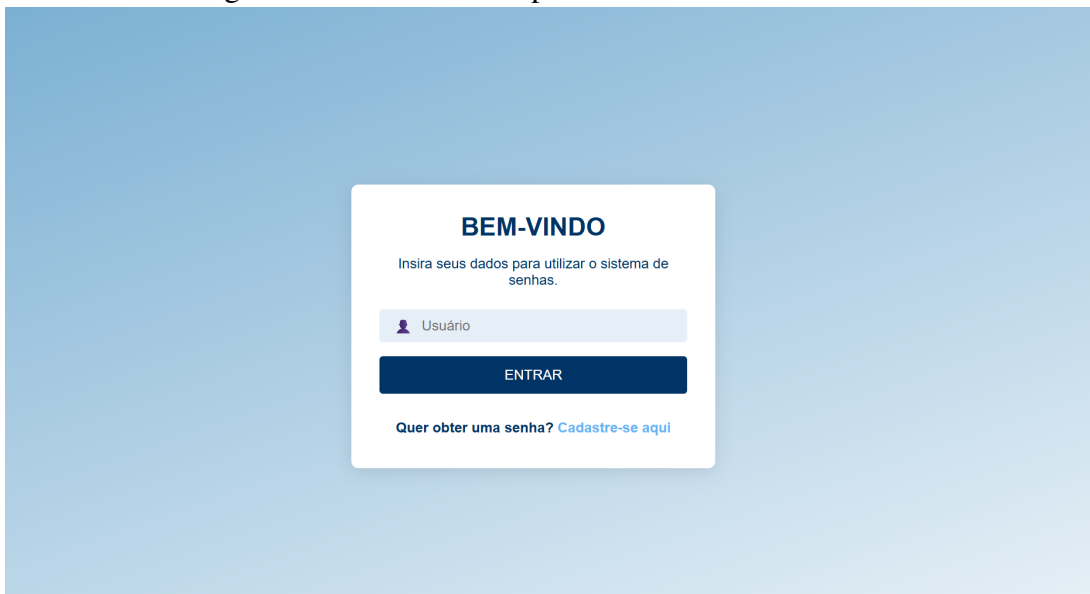 BEM-VINDO
Insira seus dados para utilizar o sistema de
senhas.
Usuário
ENTRAR
Quer obter uma senha? Cadastre-se aqui